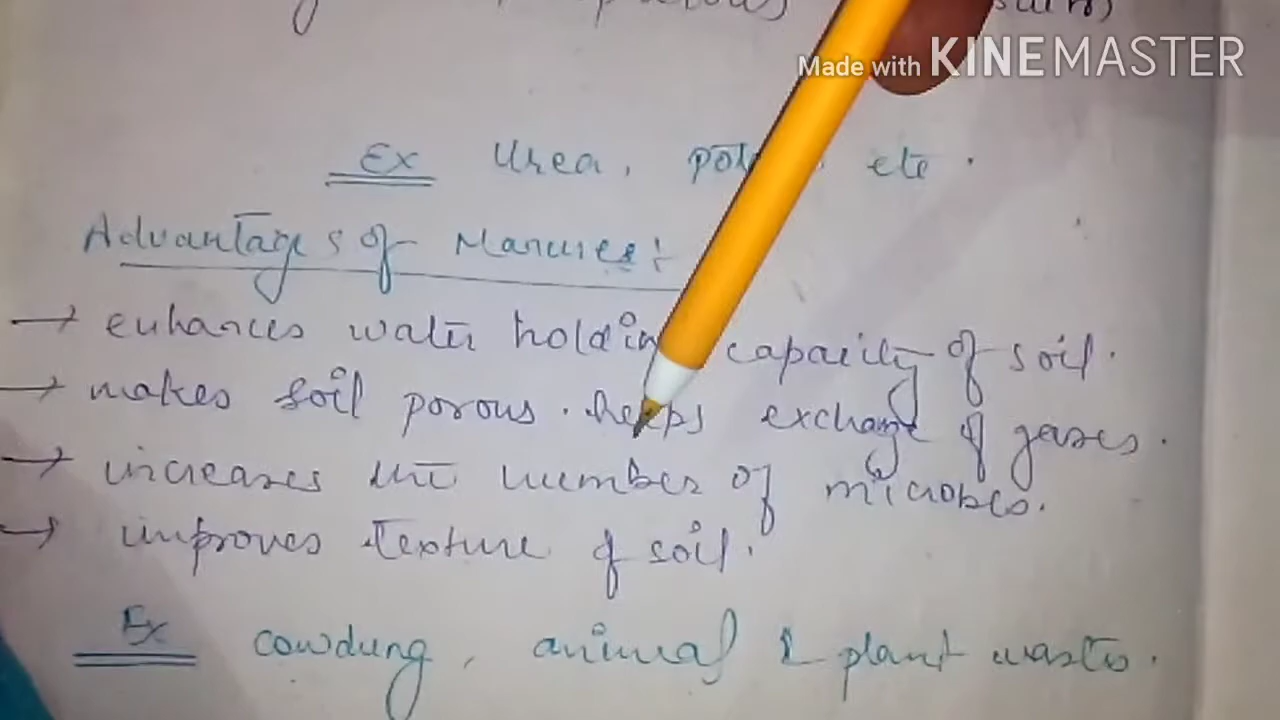 Made with KINEMASTER
Ex Urea, etc.
Advantages of Manures:
→ enhances water holding capacity of soil.
→ makes soil porous. helps exchange of gases.
→ increases the number of microbes.
→ improves texture of soil.
Ex cowdung, animal & plant wastes.